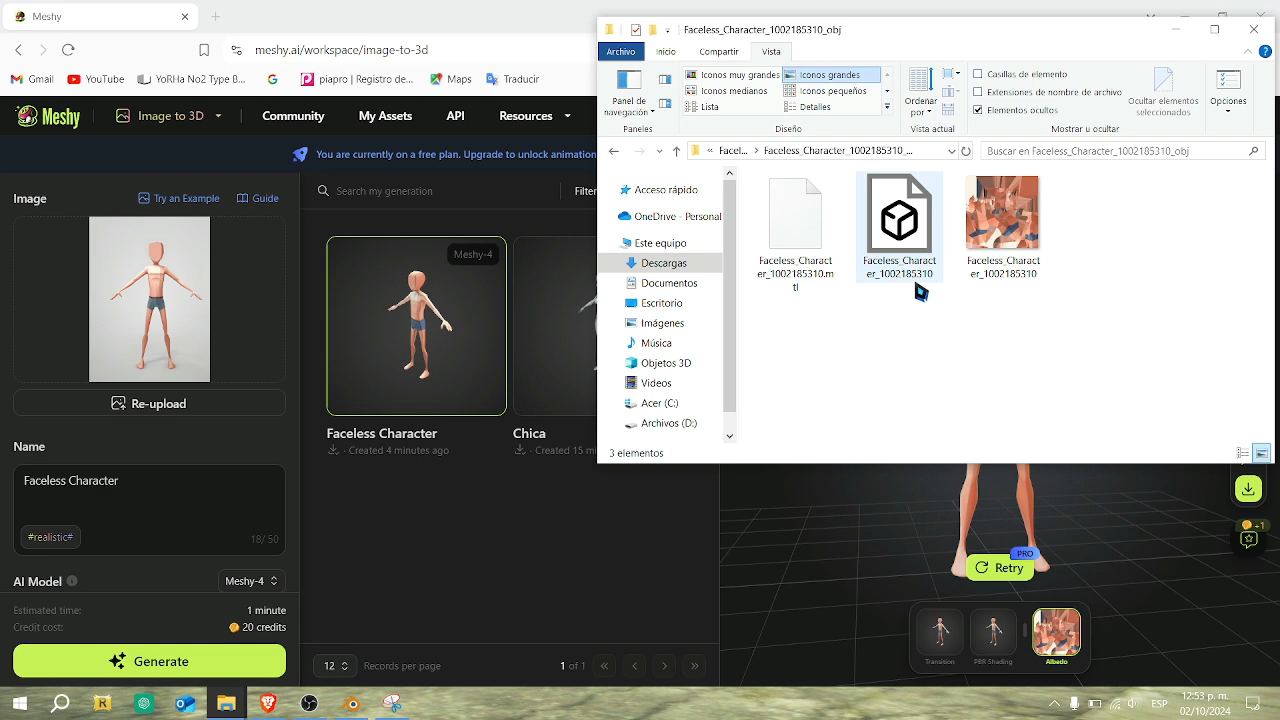 Meshy
meshy.ai/workspace/image-to-3d
Gmail
YouTube
YoRHa No2 Type B...
piapro |registro de...
Maps
Traducir
Meshy
Image to 3D
Community
My Assets
API
Resources
You are currently on a free plan. Upgrade to unlock animation
Image
Try an Example
Guide
Re-upload
Name
Faceless Character
#realistic#
18/ 50
AI Model
Meshy-4
Estimated time:
1 minute
Credit cost:
20 credits
Generate
Search my generation
Filter
Meshy-4
Faceless Character
Created 4 minutes ago
Chica
Created 15 min
12
Records per page
1 of 1
Faceless_Character_1002185310_obj
Archivo
Inicio
Compartir
Vista
Panel de
navegación
Paneles
Iconos muy grandes
Iconos grandes
Iconos medianos
Iconos pequeños
Lista
Detalles
Diseño
Ordenar
por
Vista actual
Casillas de elemento
Extensiones de nombre de archivo
Elementos ocultos
Ocultar elementos
seleccionados
Mostrar u ocultar
Opciones
« Facel... > Faceless_Character_1002185310_...
Buscar en Faceless_Character_1002185310_obj
Acceso rápido
OneDrive - Personal
Este equipo
Descargas
Documentos
Escritorio
Imágenes
Música
Objetos 3D
Videos
Acer (C:)
Archivos (D:)
Faceless_Charact
er_1002185310.m
tl
Faceless_Charact
er_1002185310
Faceless_Charact
er_1002185310
3 elementos
+1
PRO
Retry
Transition
PBR Shading
Albedo
ESP
12:53 p. m.
02/10/2024